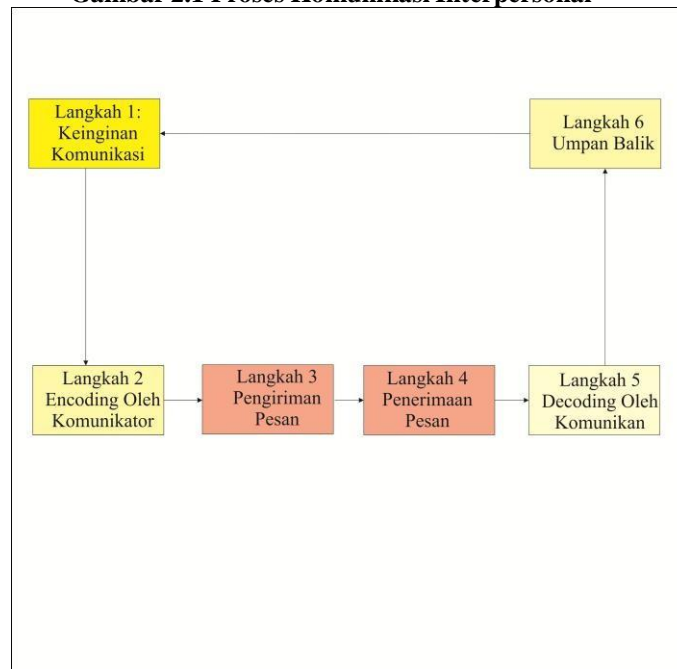 Gambar 2.1 Proses Komunikasi Interpersonal
Langkah 1:
Keinginan
Komunikasi
Langkah 6
Umpan Balik
Langkah 2
Encoding Oleh
Komunikator
Langkah 3
Pengiriman
Pesan
Langkah 4
Penerimaan
Pesan
Langkah 5
Decoding Oleh
Komunikan